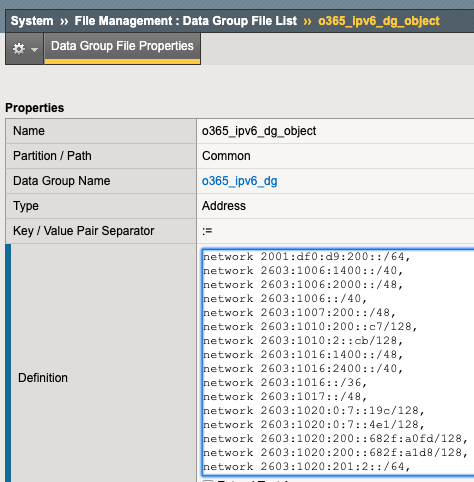 System ›› File Management : Data Group File List ›› o365_ipv6_dg_object
Data Group File Properties
Properties
Name o365_ipv6_dg_object
Partition / Path Common
Data Group Name o365_ipv6_dg
Type Address
Key / Value Pair Separator :=
Definition
network 2001:df0:d9:200::/64,
network 2603:1006:1400::/40,
network 2603:1006:2000::/48,
network 2603:1006::/40,
network 2603:1007:200::/48,
network 2603:1010:200::c7/128,
network 2603:1010:2::cb/128,
network 2603:1016:1400::/48,
network 2603:1016:2400::/40,
network 2603:1016::/36,
network 2603:1017::/48,
network 2603:1020:0:7::19c/128,
network 2603:1020:0:7::4e1/128,
network 2603:1020:200::682f:a0fd/128,
network 2603:1020:200::682f:a1d8/128,
network 2603:1020:201:2::/64,